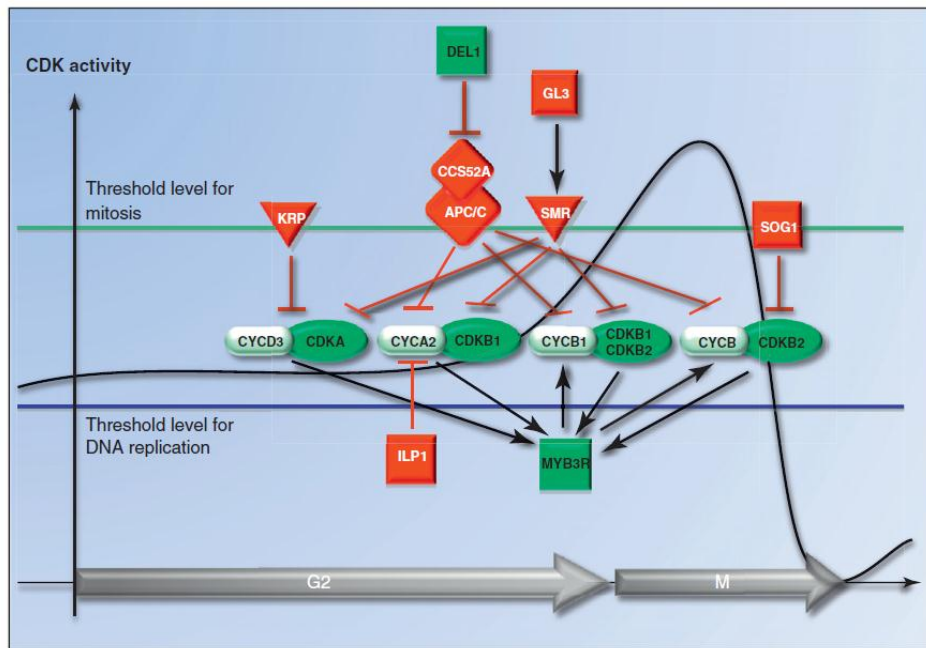 CDK activity
DEL1
GL3
CCS52A
APC/C
Threshold level for
mitosis
KRP
SMR
SOG1
CYCD3
CDKA
CYCA2
CDKB1
CYCB1
CDKB1
CDKB2
CYCB
CDKB2
Threshold level for
DNA replication
ILP1
MYB3R
G2
M